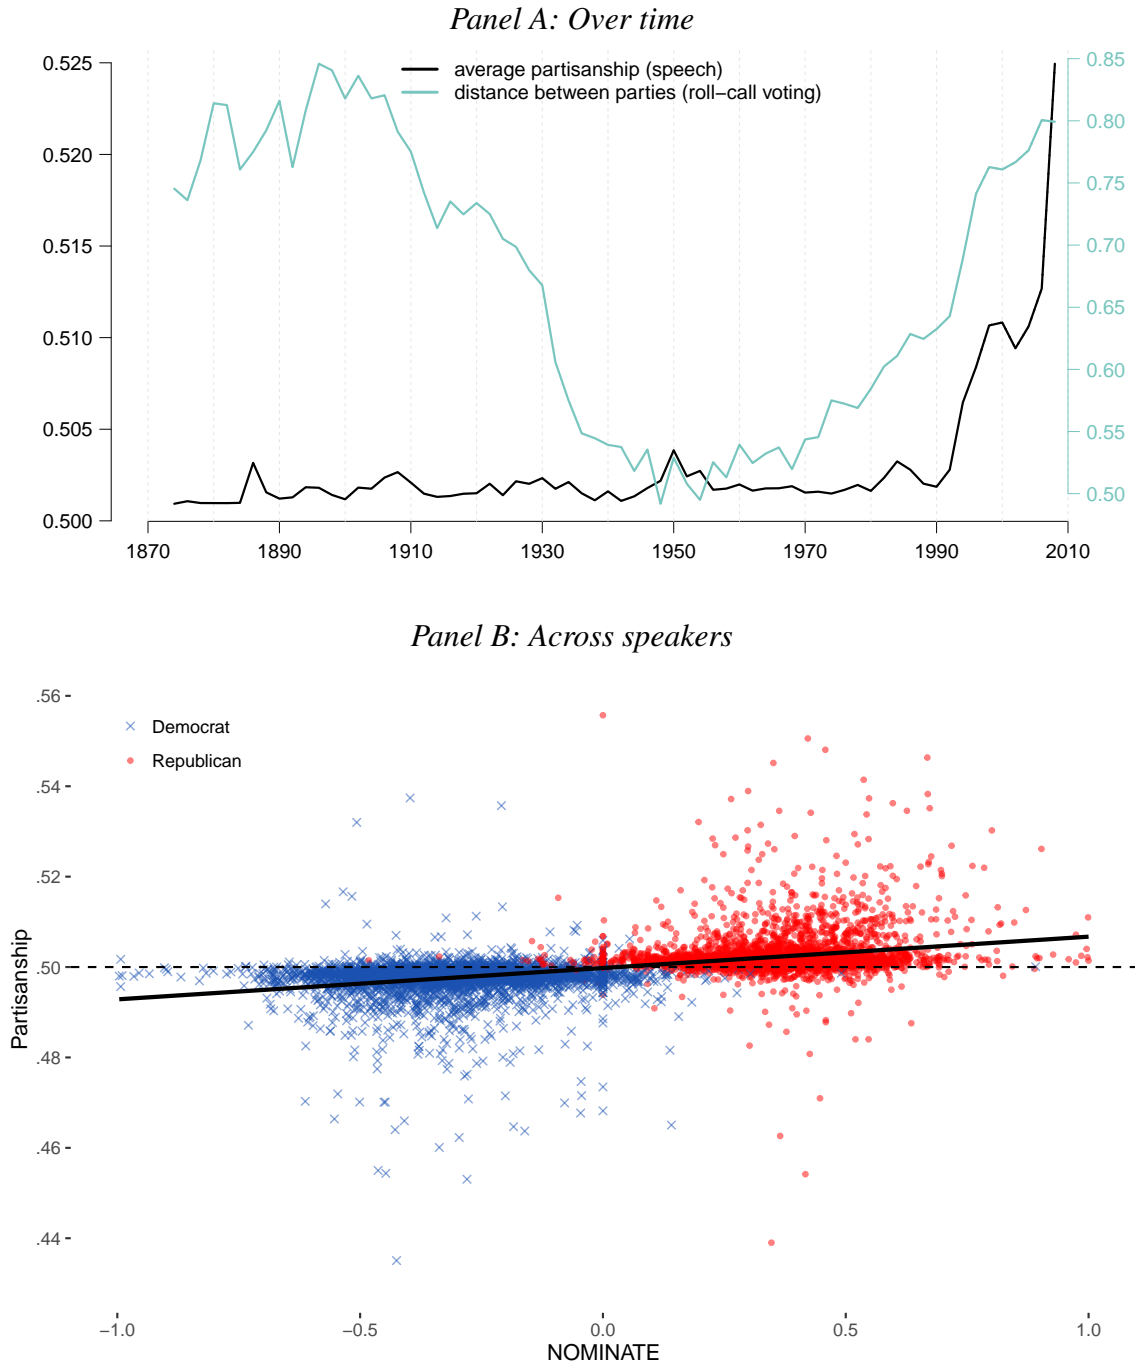 Panel A: Over time
average partisanship (speech)
distance between parties (roll−call voting)
0.525
0.520
0.515
0.510
0.505
0.500
0.85
0.80
0.75
0.70
0.65
0.60
0.55
0.50
1870 1890 1910 1930 1950 1970 1990 2010
Panel B: Across speakers
Democrat
Republican
.56
.54
.52
.50
.48
.46
.44
Partisanship
−1.0 −0.5 0.0 0.5 1.0
NOMINATE